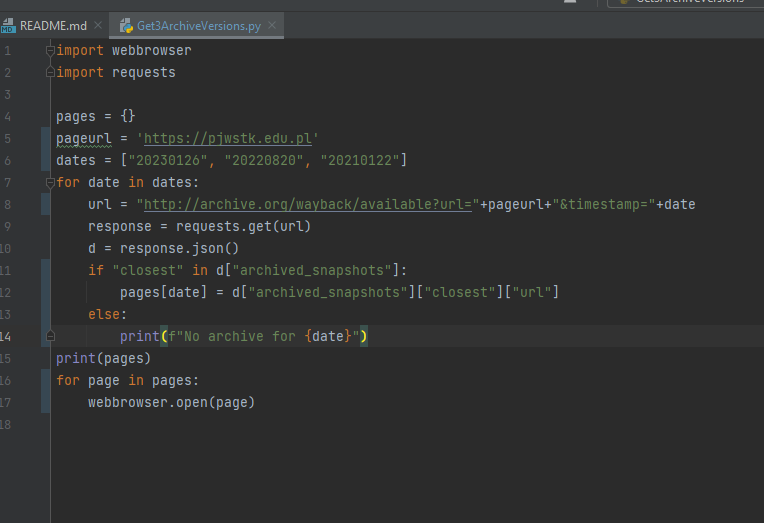 Get3ArchiveVersions
README.md
Get3ArchiveVersions.py
1 import webbrowser
2 import requests
3
4 pages = {}
5 pageurl = 'https://pjwstk.edu.pl'
6 dates = ["20230126", "20220820", "20210122"]
7 for date in dates:
8 url = "http://archive.org/wayback/available?url="+pageurl+"&timestamp="+date
9 response = requests.get(url)
10 d = response.json()
11 if "closest" in d["archived_snapshots"]:
12 pages[date] = d["archived_snapshots"]["closest"]["url"]
13 else:
14 print(f"No archive for {date}")
15 print(pages)
16 for page in pages:
17 webbrowser.open(page)
18